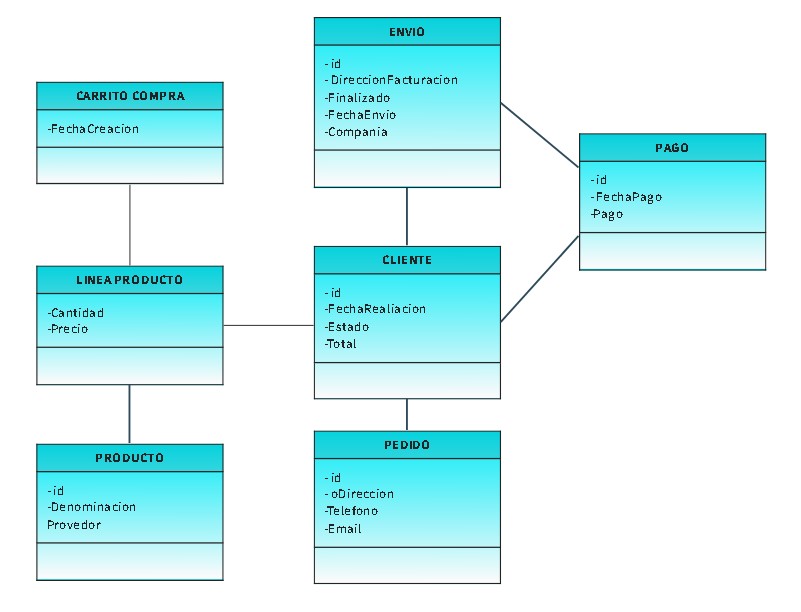 CARRITO COMPRA
-FechaCreacion
LINEA PRODUCTO
-Cantidad
-Precio
PRODUCTO
-id
-Denominacion
Provedor
ENVIO
-id
-DireccionFacturacion
-Finalizado
-FechaEnvio
-Compania
CLIENTE
-id
-FechaRealiacion
-Estado
-Total
PEDIDO
-id
-oDireccion
-Telefono
-Email
PAGO
-id
-FechaPago
-Pago